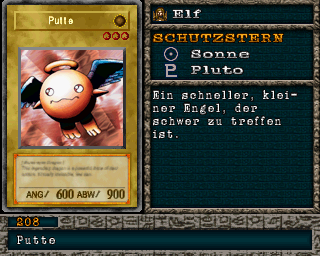 Putte
ANG/ 600 ABW/ 900
Elf
SCHUTZSTERN
Sonne
Pluto
Ein schneller, klei-
ner Engel, der
schwer zu treffen
ist.
208
Putte